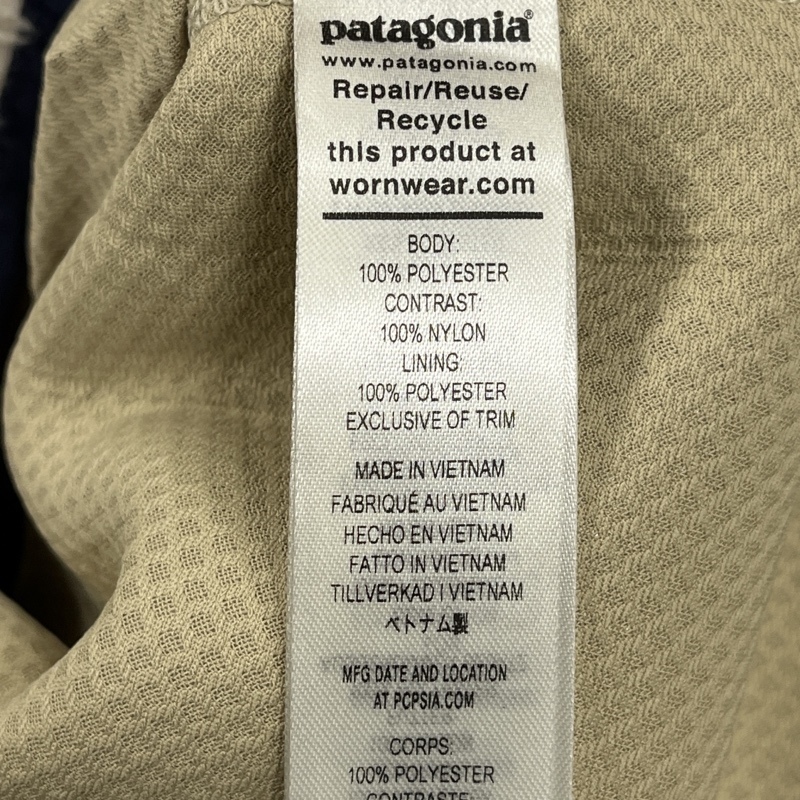 patagonia®
www.patagonia.com
Repair/Reuse/
Recycle
this product at
wornwear.com
BODY:
100% POLYESTER
CONTRAST:
100% NYLON
LINING:
100% POLYESTER
EXCLUSIVE OF TRIM
MADE IN VIETNAM
FABRIQUÉ AU VIETNAM
HECHO EN VIETNAM
FATTO IN VIETNAM
TILLVERKAD I VIETNAM
ベトナム製
MFG DATE AND LOCATION
AT PCPSIA.COM
CORPS:
100% POLYESTER
CONTRASTE: